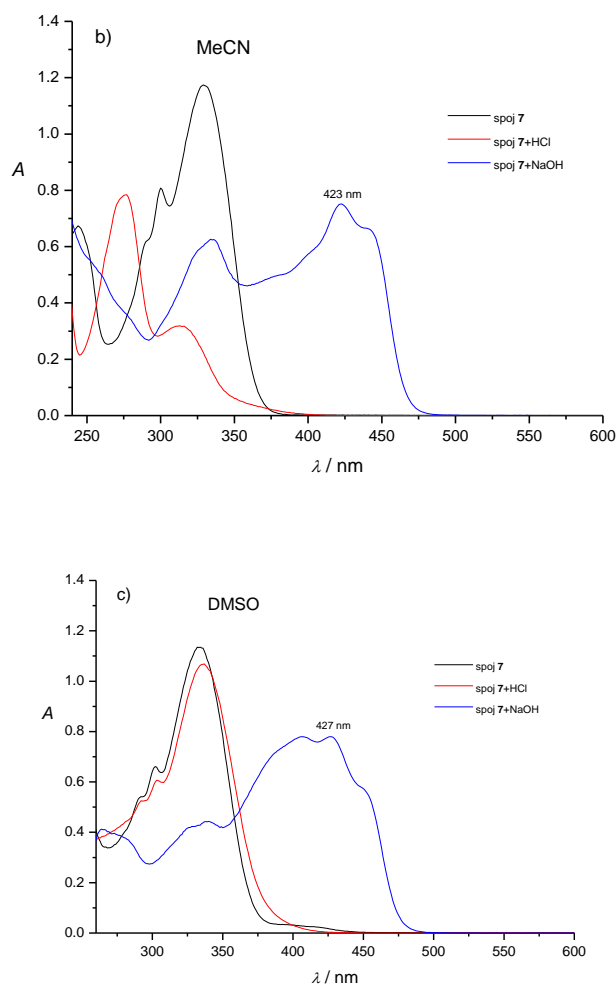 b)
MeCN
1.4
1.2
1.0
0.8
0.6
0.4
0.2
0.0
A
spoj 7
spoj 7+HCl
spoj 7+NaOH
423 nm
250 300 350 400 450 500 550 600
λ / nm
c)
DMSO
1.4
1.2
1.0
0.8
0.6
0.4
0.2
0.0
A
spoj 7
spoj 7+HCl
spoj 7+NaOH
427 nm
300 350 400 450 500 550 600
λ / nm